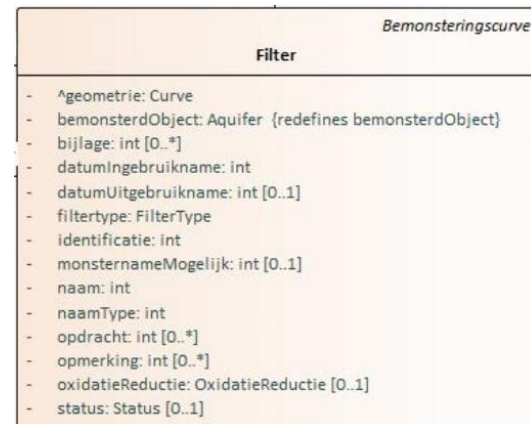 Bemonsteringscurve
Filter
- ^geometrie: Curve
- bemonsterdObject: Aquifer {redefines bemonsterdObject}
- bijlage: int [0..*]
- datumIngebruikname: int
- datumUitgebruikname: int [0..1]
- filtertype: FilterType
- identificatie: int
- monsternameMogelijk: int [0..1]
- naam: int
- naamType: int
- opdracht: int [0..*]
- opmerking: int [0..*]
- oxidatieReductie: OxidatieReductie [0..1]
- status: Status [0..1]